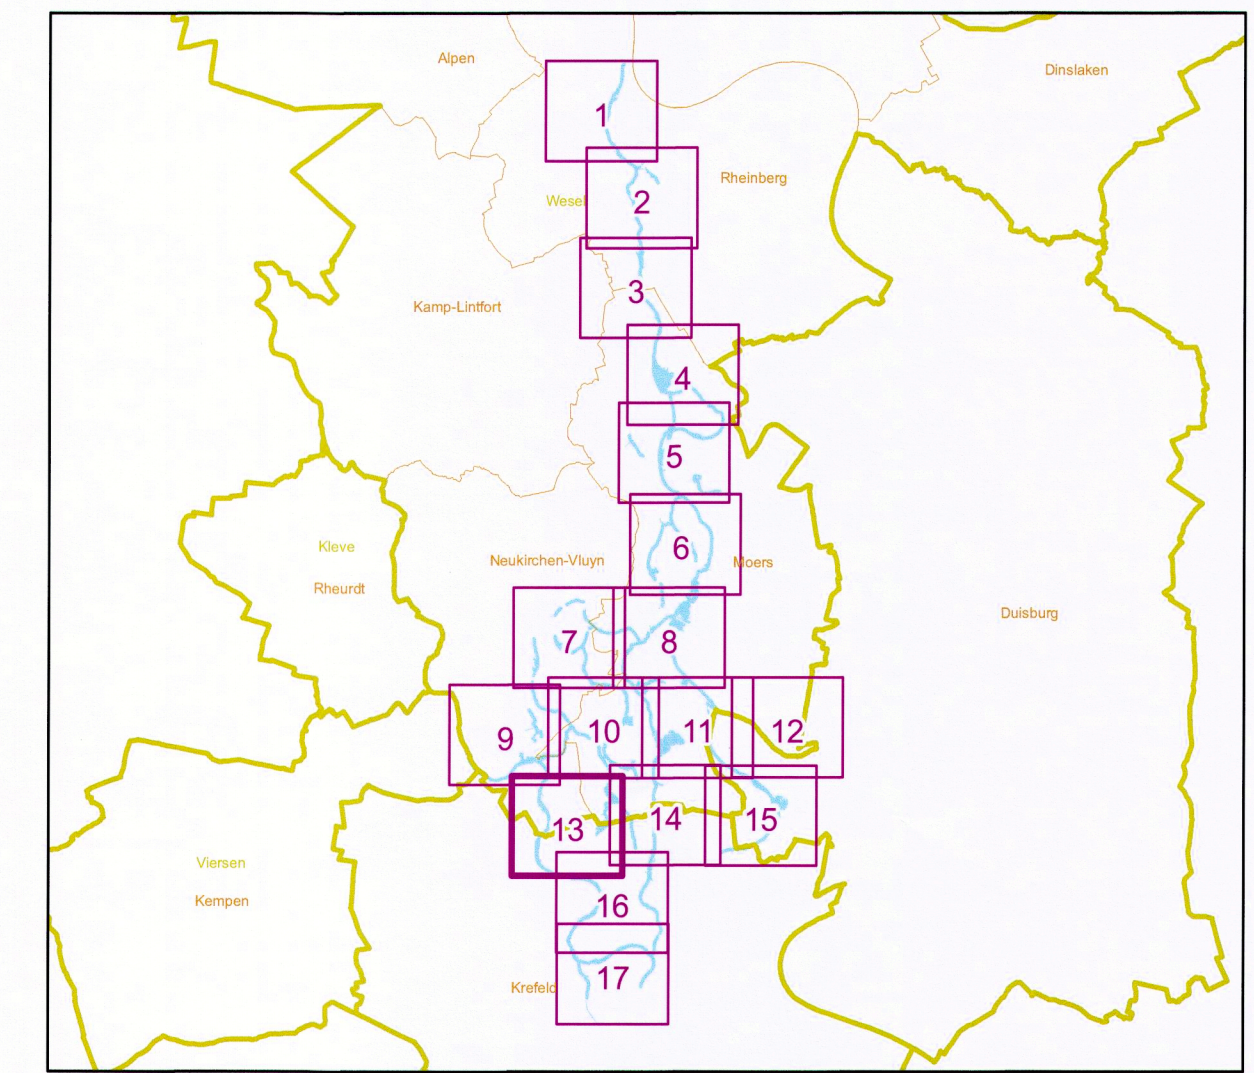 Alpen
Dinslaken
1
Rheinberg
Wesel
2
3
Kamp-Lintfort
4
5
Kleve
6
Neukirchen-Vluyn
Moers
Rheurdt
Duisburg
7
8
9
10
11
12
13
14
15
Viersen
Kempen
16
17
Krefeld